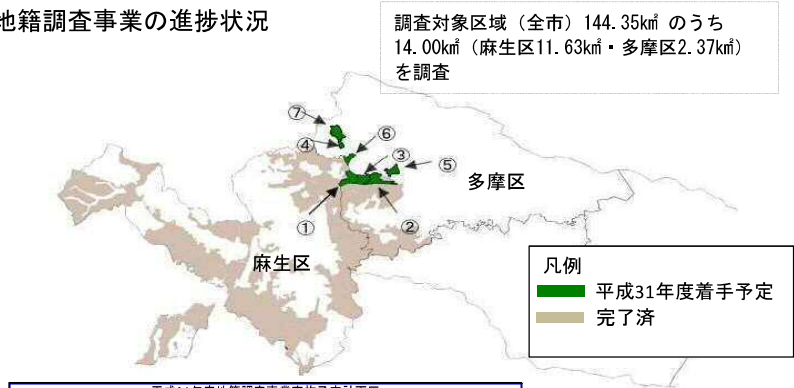 地籍調査事業の進捗状況
調査対象区域（全市）144.35㎢ のうち
14.00㎢（麻生区11.63㎢・多摩区2.37㎢）
を調査
⑦
④
⑥
③
⑤
多摩区
①
②
麻生区
凡例
平成31年度着手予定
完了済